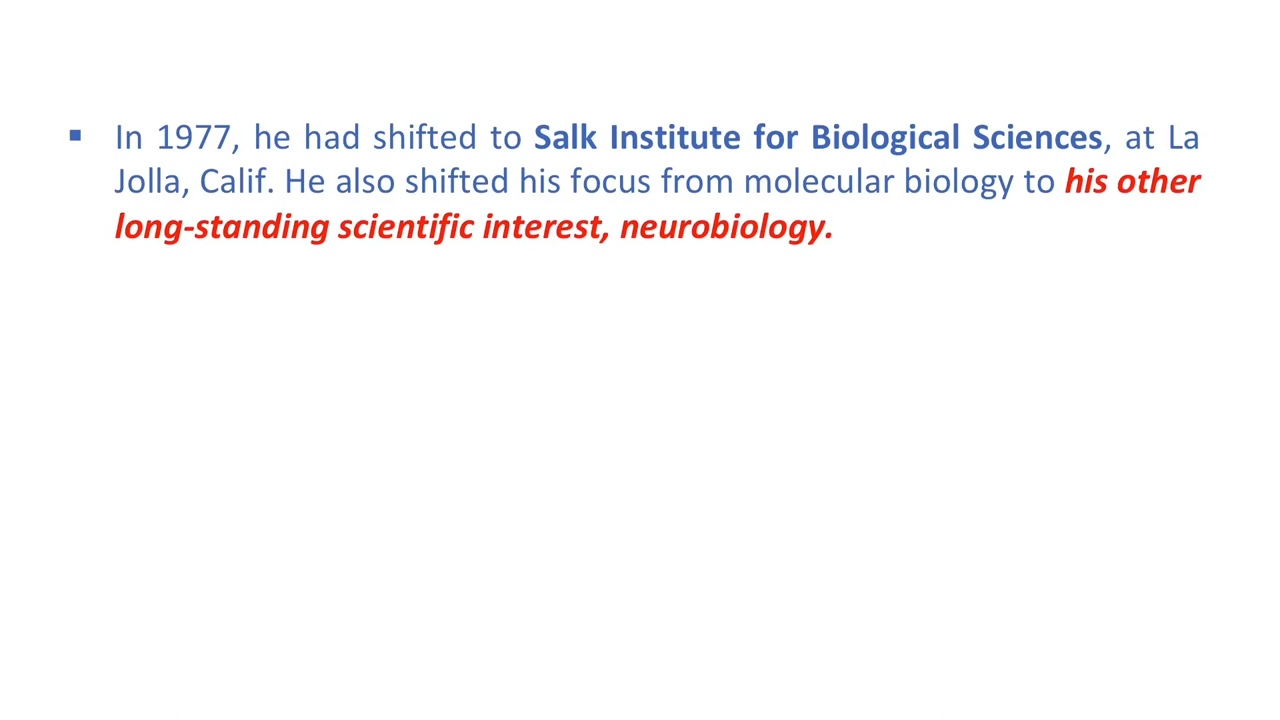 ▪ In 1977, he had shifted to Salk Institute for Biological Sciences, at La
Jolla, Calif. He also shifted his focus from molecular biology to his other
long-standing scientific interest, neurobiology.